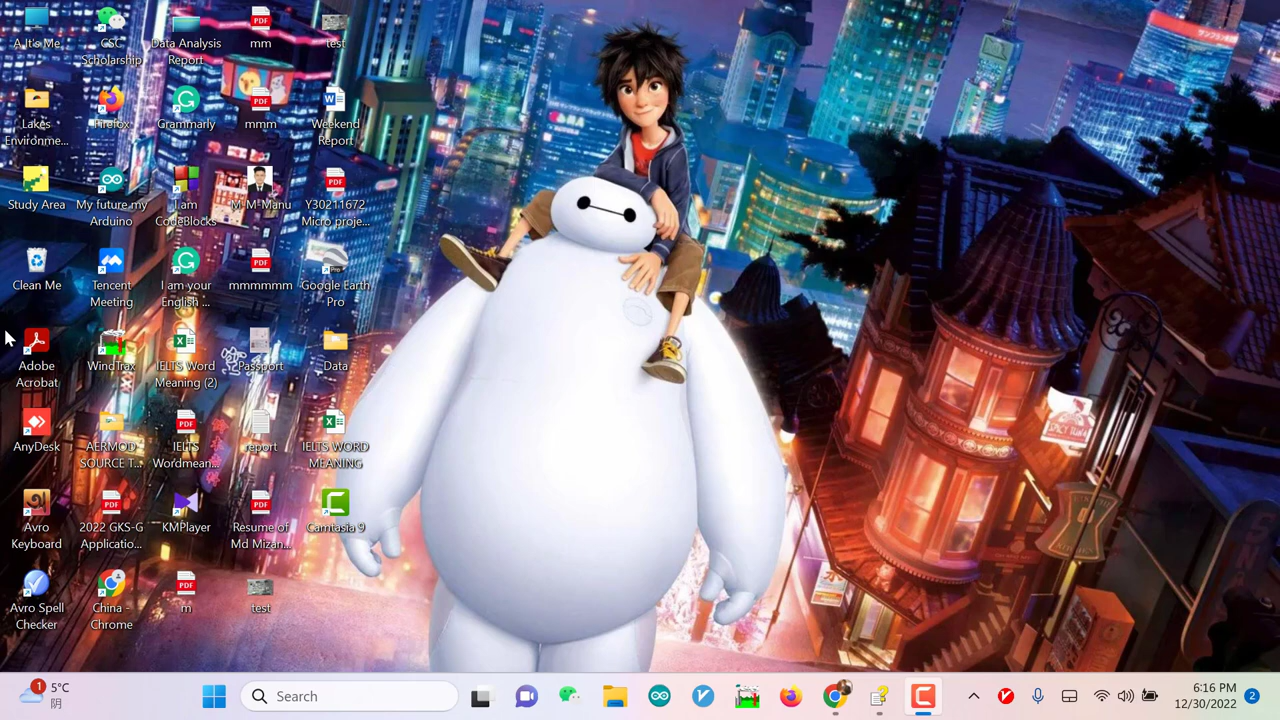 A It's Me
CSC
Scholarship
Data Analysis
Report
mm
test
Lakes
Environme...
Firefox
Grammarly
mmm
Weekend
Report
Study Area
My future my
Arduino
I am
CodeBlocks
M-M-Manu
Y30211672
Micro proje...
Clean Me
Tencent
Meeting
I am your
English ...
mmmmmm
Google Earth
Pro
Adobe
Acrobat
WindTrax
IELTS Word
Meaning (2)
Passport
Data
AnyDesk
AERMOD
SOURCE T...
IELTS
Wordmean...
report
IELTS WORD
MEANING
Avro
Keyboard
2022 GKS-G
Applicatio...
KMPlayer
Resume of
Md Mizan...
Camtasia 9
Avro Spell
Checker
China -
Chrome
m
test
1
5°C
阴
Search
6:16 PM
12/30/2022
2